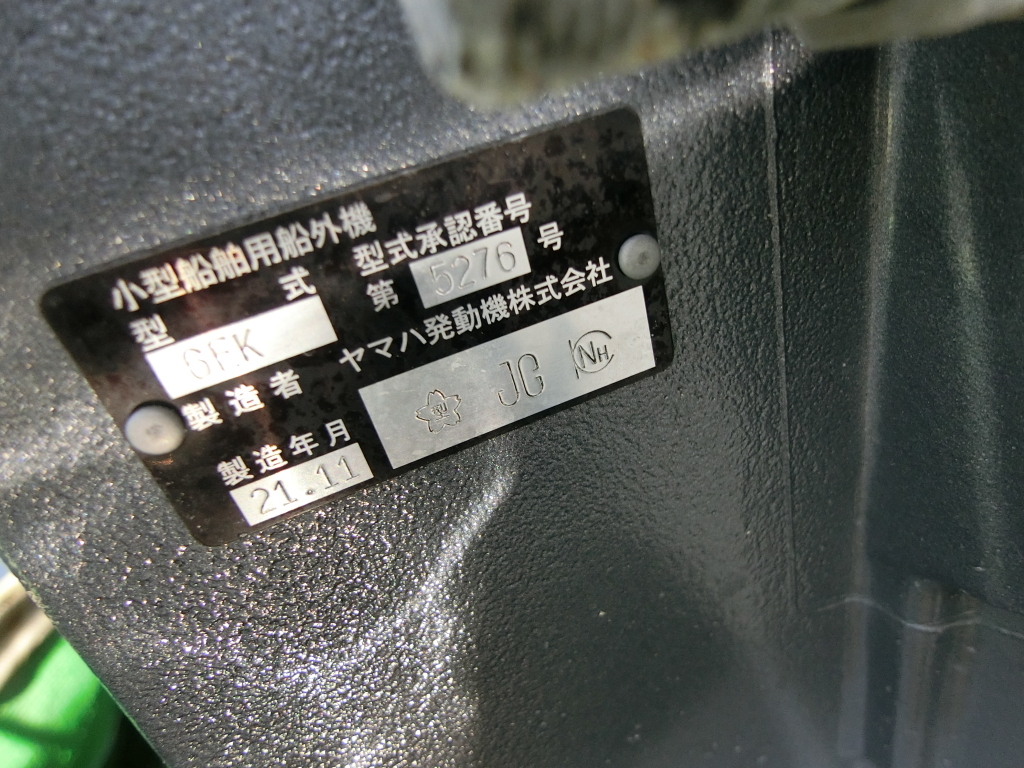 小型船舶用船外機
型式 6EK
型式承認番号
第 5276 号
製造者 ヤマハ発動機株式会社
製造年月
21.11
JG NH